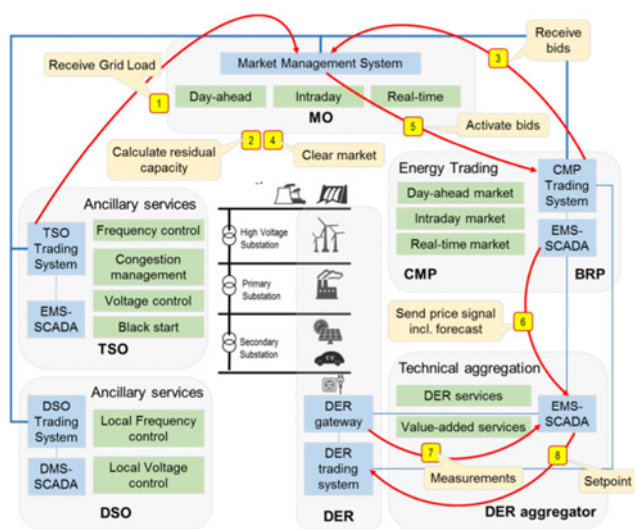 Receive Grid Load
1
Market Management System
Day-ahead
Intraday
Real-time
MO
3
Receive
bids
5
Activate bids
Calculate residual
capacity
2
4
Clear market
Ancillary services
TSO
Trading
System
Frequency control
Congestion
management
Voltage control
Black start
EMS-
SCADA
TSO
High Voltage
Substation
Primary
Substation
Secondary
Substation
EV
Energy Trading
Day-ahead market
Intraday market
Real-time market
CMP
Trading
System
EMS-
SCADA
CMP
BRP
Send price signal
incl. forecast
6
Ancillary services
DSO
Trading
System
Local Frequency
control
DMS-
SCADA
Local Voltage
control
DSO
DER
gateway
DER
trading
system
DER
Technical aggregation
DER services
Value-added services
EMS-
SCADA
7
Measurements
8
Setpoint
DER aggregator